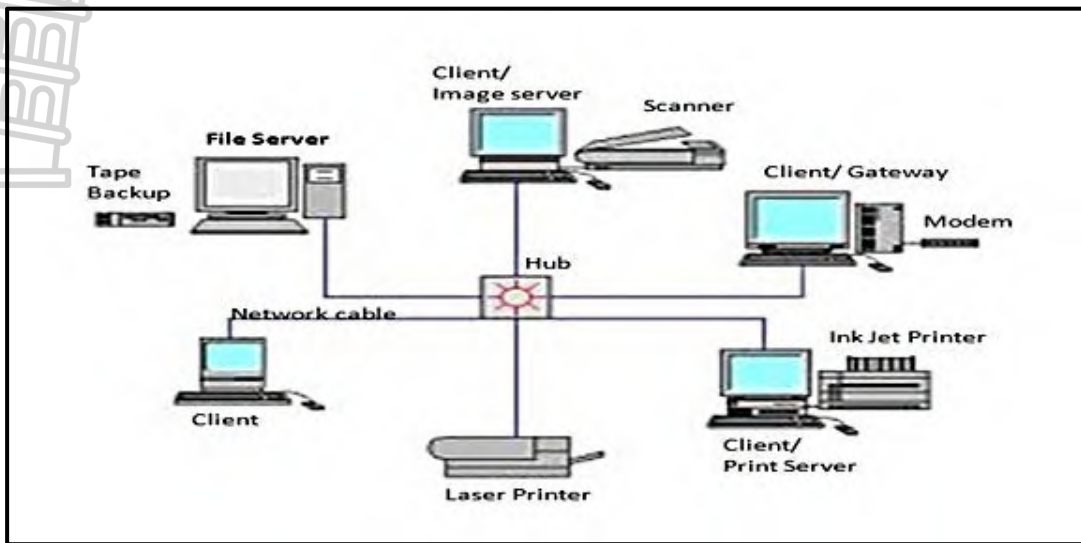 Client/
Image server
Scanner
File Server
Tape
Backup
Client/ Gateway
Modem
Hub
Network cable
Ink Jet Printer
Client
Client/
Print Server
Laser Printer